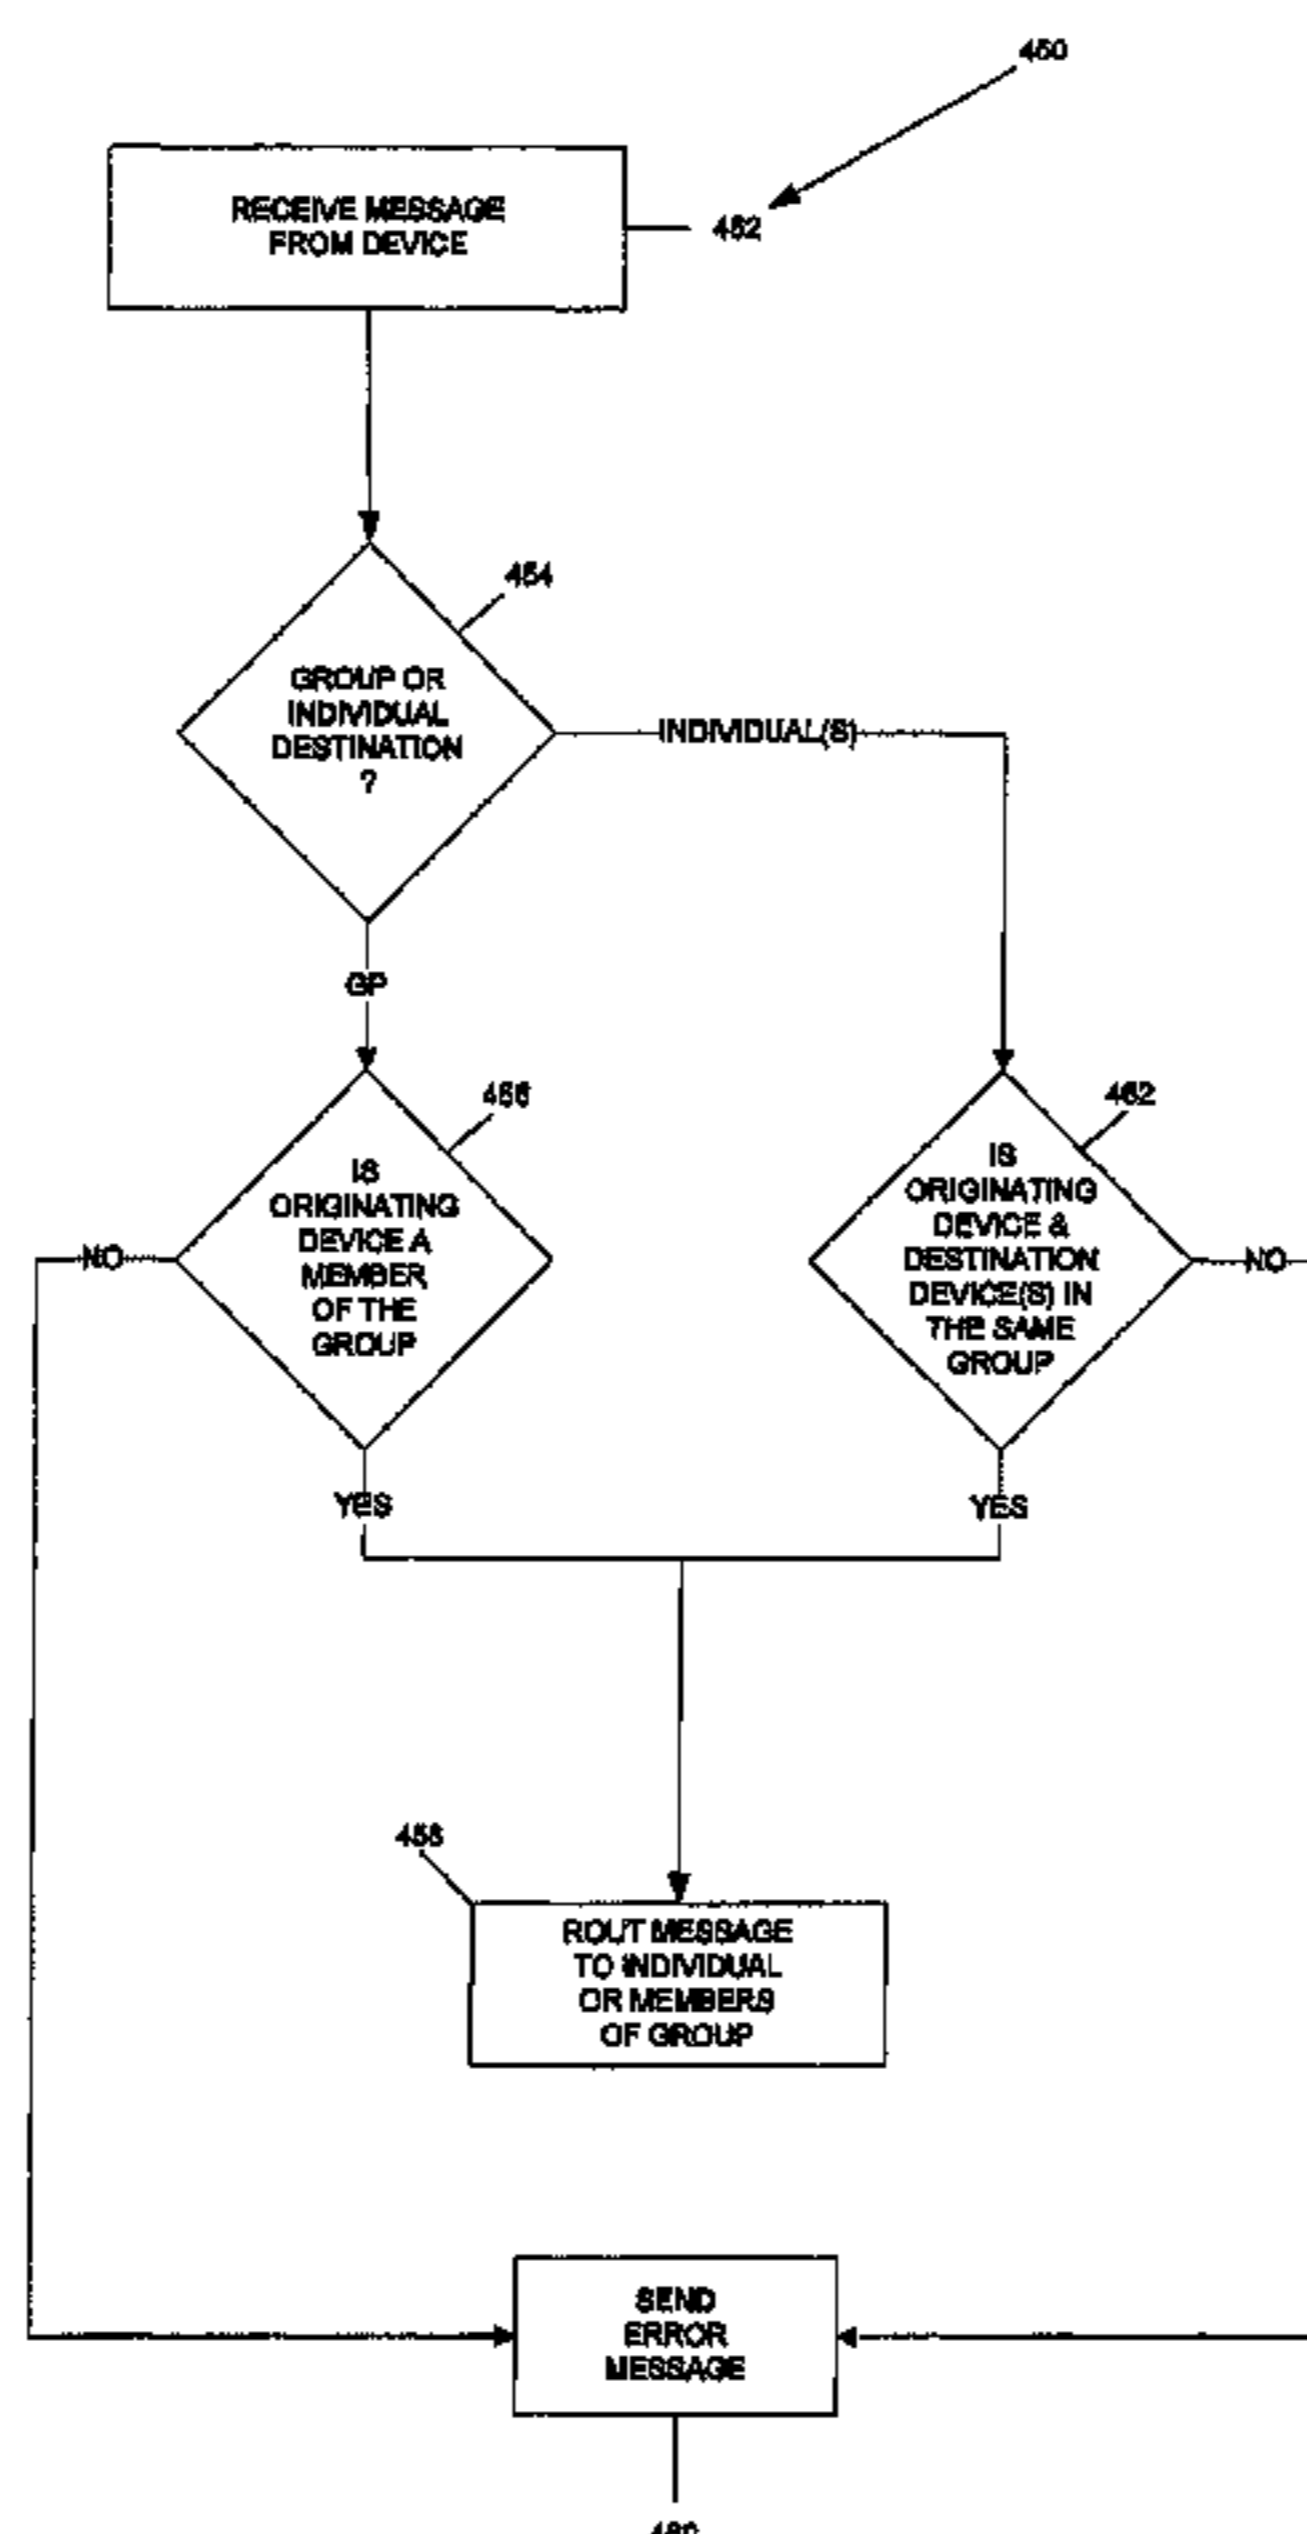 450
RECEIVE MESSAGE
FROM DEVICE
452
454
GROUP OR
INDIVIDUAL
DESTINATION
?
INDIVIDUAL(S)
GP
456
462
IS
ORIGINATING
DEVICE A
MEMBER
OF THE
GROUP
IS
ORIGINATING
DEVICE &
DESTINATION
DEVICE(S) IN
THE SAME
GROUP
NO
NO
YES
YES
458
ROUT MESSAGE
TO INDIVIDUAL
OR MEMBERS
OF GROUP
SEND
ERROR
MESSAGE